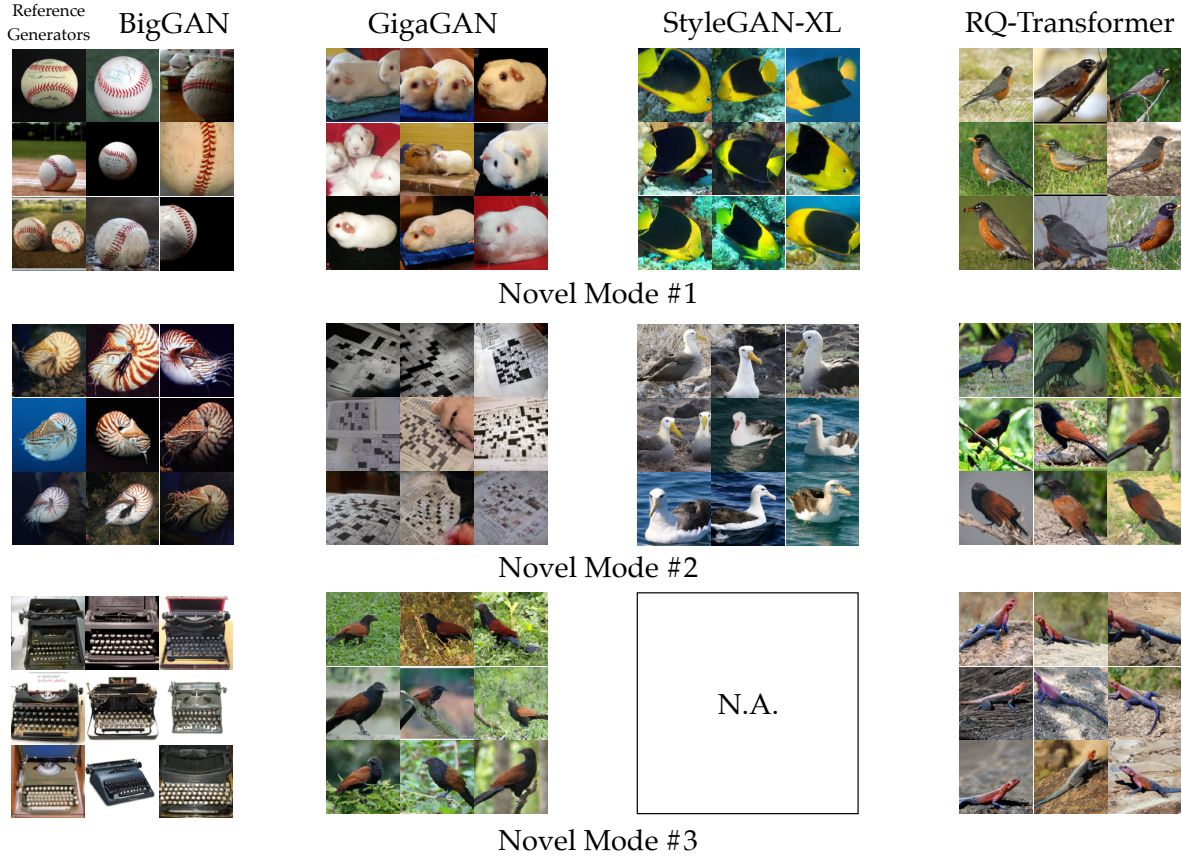 Reference
Generators
BigGAN
GigaGAN
StyleGAN-XL
RQ-Transformer
Novel Mode #1
Novel Mode #2
N.A.
Novel Mode #3